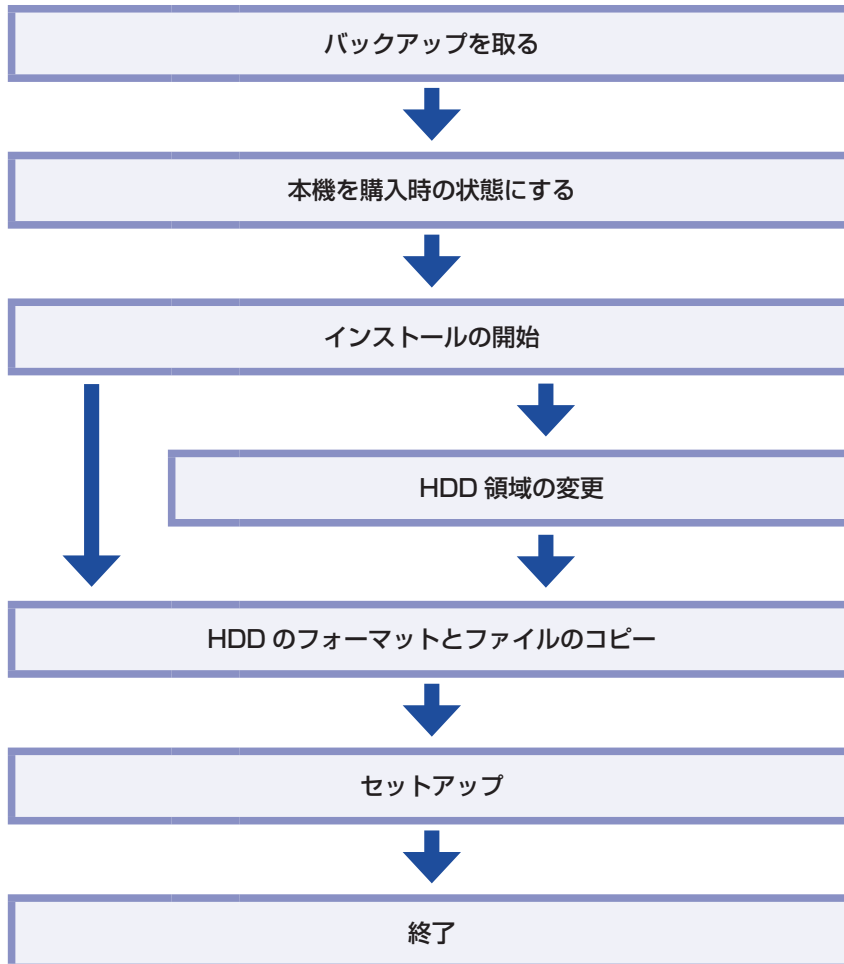 バックアップを取る
本機を購入時の状態にする
インストールの開始
HDD 領域の変更
HDD のフォーマットとファイルのコピー
セットアップ
終了